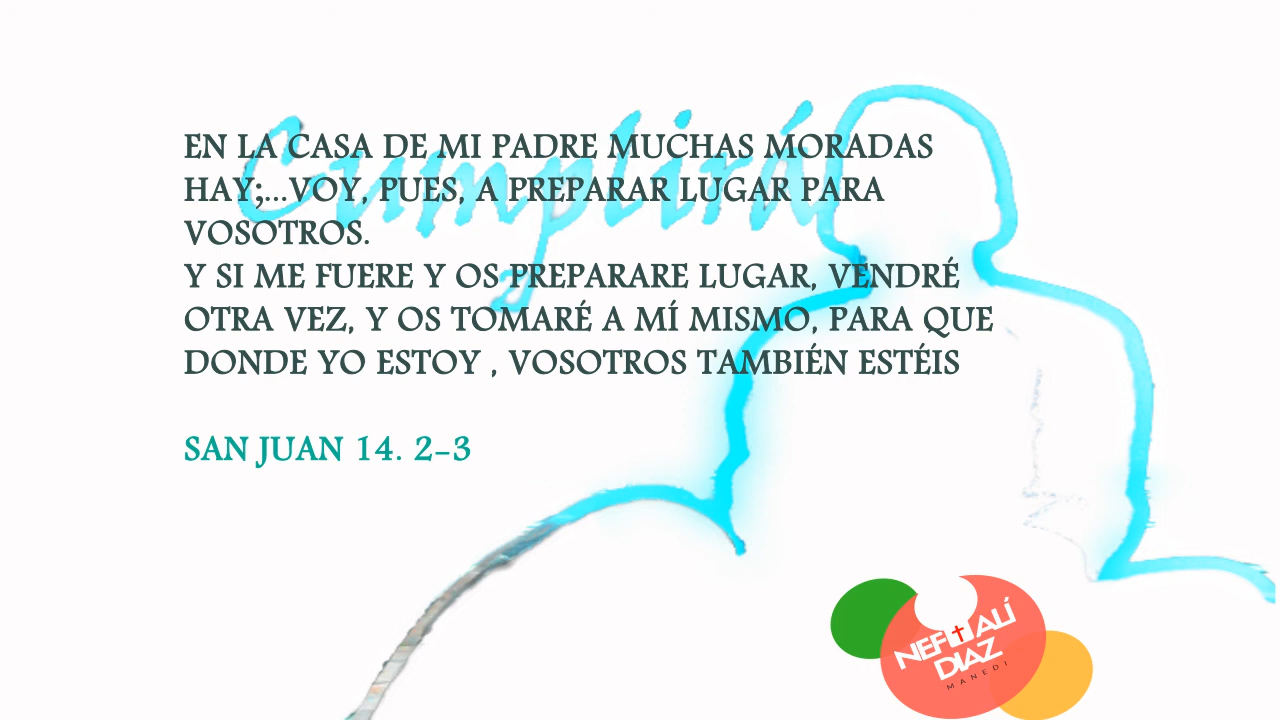 Cumplirá
EN LA CASA DE MI PADRE MUCHAS MORADAS
HAY;...VOY, PUES, A PREPARAR LUGAR PARA
VOSOTROS.
Y SI ME FUERE Y OS PREPARARE LUGAR, VENDRÉ
OTRA VEZ, Y OS TOMARÉ A MÍ MISMO, PARA QUE
DONDE YO ESTOY , VOSOTROS TAMBIÉN ESTÉIS
SAN JUAN 14. 2-3
NEFTALÍ
DIAZ
MANEDI